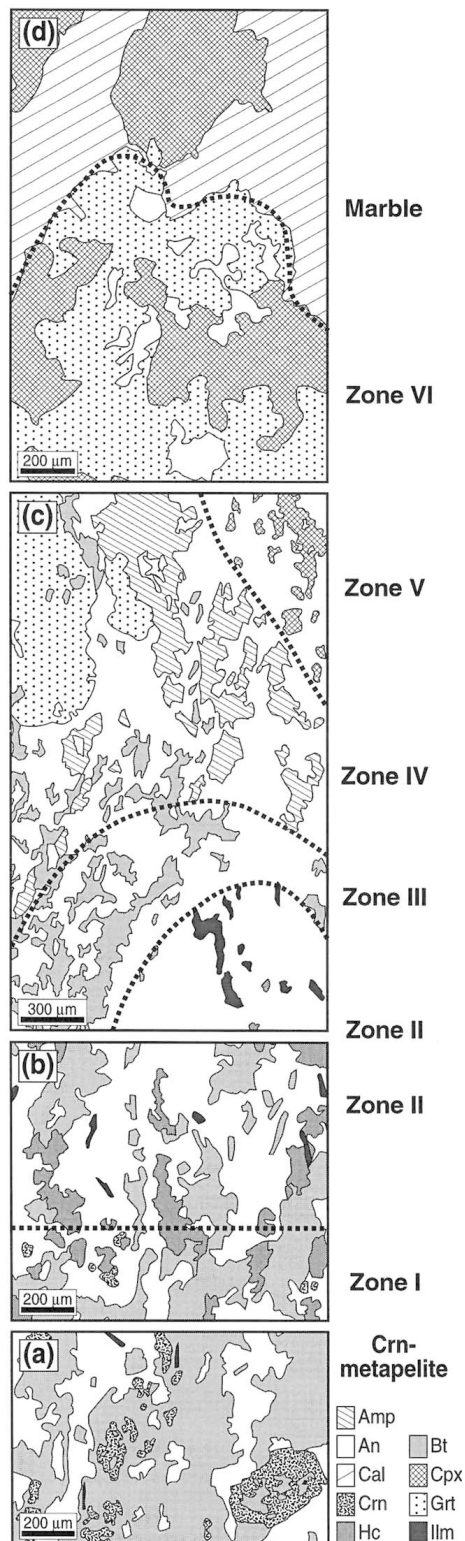 (d)
Marble
Zone VI
200 µm
(c)
Zone V
Zone IV
Zone III
300 µm
Zone II
(b)
Zone II
200 µm
Zone I
(a)
Crn-
metapelite
200 µm
Amp
An
Bt
Cal
Cpx
Crn
Grt
Hc
Ilm